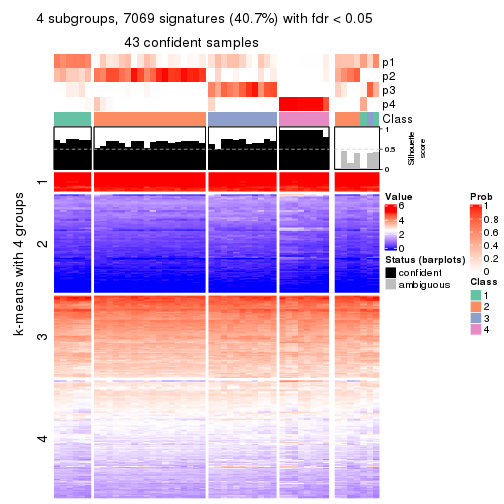 4 subgroups, 7069 signatures (40.7%) with fdr < 0.05
43 confident samples
p1
p2
p3
p4
Class
1
0.5
0
Silhouette
score
k-means with 4 groups
1
2
3
4
Value
6
4
2
0
Status (barplots)
confident
ambiguous
Prob
1
0.8
0.6
0.4
0.2
0
Class
1
2
3
4